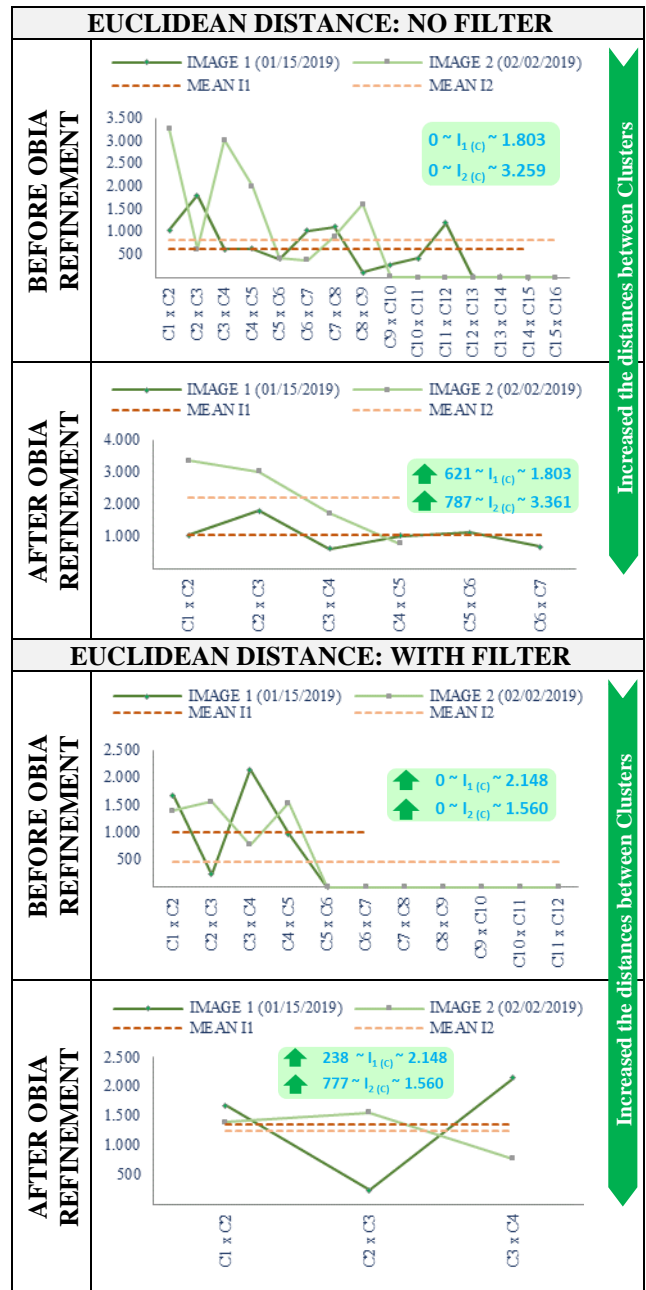 EUCLIDEAN DISTANCE: NO FILTER
BEFORE OBIA
REFINEMENT
IMAGE 1 (01/15/2019) IMAGE 2 (02/02/2019)
MEAN I1 MEAN I2
3.500
3.000
2.500
2.000
1.500
1.000
500
0 ~ I1 (C) ~ 1.803
0 ~ I2 (C) ~ 3.259
C1 x C2
C2 x C3
C3 x C4
C4 x C5
C5 x C6
C6 x C7
C7 x C8
C8 x C9
C9 x C10
C10 x C11
C11 x C12
C12 x C13
C13 x C14
C14 x C15
C15 x C16
Increased the distances between Clusters
AFTER OBIA
REFINEMENT
IMAGE 1 (01/15/2019) IMAGE 2 (02/02/2019)
MEAN I1 MEAN I2
4.000
3.000
2.000
1.000
621 ~ I1 (C) ~ 1.803
787 ~ I2 (C) ~ 3.361
C1 x C2
C2 x C3
C3 x C4
C4 x C5
C5 x C6
C6 x C7
EUCLIDEAN DISTANCE: WITH FILTER
BEFORE OBIA
REFINEMENT
IMAGE 1 (01/15/2019) IMAGE 2 (02/02/2019)
MEAN I1 MEAN I2
2.500
2.000
1.500
1.000
500
0 ~ I1 (C) ~ 2.148
0 ~ I2 (C) ~ 1.560
C1 x C2
C2 x C3
C3 x C4
C4 x C5
C5 x C6
C6 x C7
C7 x C8
C8 x C9
C9 x C10
C10 x C11
C11 x C12
Increased the distances between Clusters
AFTER OBIA
REFINEMENT
IMAGE 1 (01/15/2019) IMAGE 2 (02/02/2019)
MEAN I1 MEAN I2
2.500
2.000
1.500
1.000
500
238 ~ I1 (C) ~ 2.148
777 ~ I2 (C) ~ 1.560
C1 x C2
C2 x C3
C3 x C4